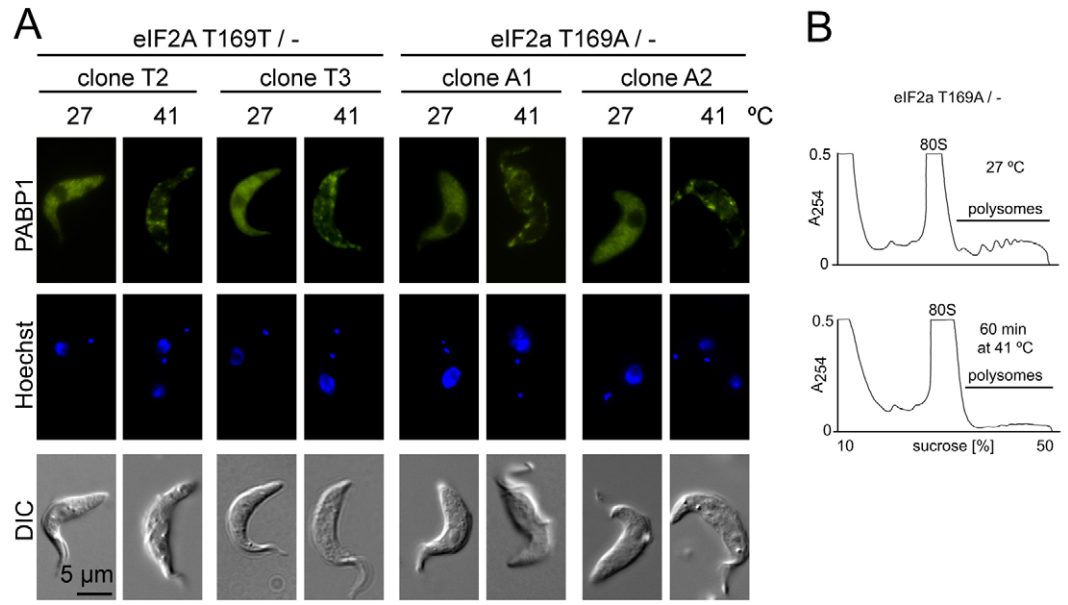 A
eIF2A T169T / -
eIF2a T169A / -
clone T2
clone T3
clone A1
clone A2
27
41
27
41
27
41
27
41
ºC
PABP1
Hoechst
DIC
5 µm
B
eIF2a T169A / -
80S
0.5
27 ºC
A254
polysomes
0
80S
0.5
60 min
at 41 ºC
A254
polysomes
0
10
sucrose [%]
50